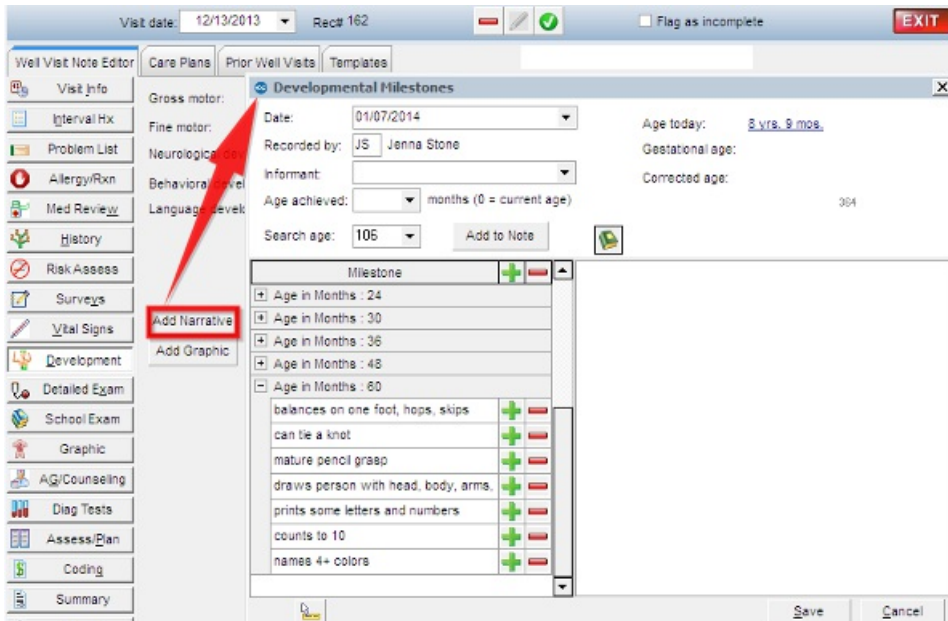 Visit date: 12/13/2013 Rec# 162 Flag as incomplete EXIT
Well Visit Note Editor Care Plans Prior Well Visits Templates
Visit Info
Interval Hx
Problem List
Allergy/Rxn
Med Review
History
Risk Assess
Surveys
Vital Signs
Development
Detailed Exam
School Exam
Graphic
AG/Counseling
Diag Tests
Assess/Plan
Coding
Summary
Gross motor:
Fine motor:
Neurological dev
Behavioral devel
Language develo
Add Narrative
Add Graphic
Developmental Milestones X
Date: 01/07/2014
Recorded by: JS Jenna Stone
Informant:
Age achieved: months (0 = current age)
Search age: 106 Add to Note
Age today: 8 yrs. 9 mos.
Gestational age:
Corrected age:
364
Milestone
Age in Months : 24
Age in Months : 30
Age in Months : 36
Age in Months : 48
Age in Months : 60
balances on one foot, hops, skips
can tie a knot
mature pencil grasp
draws person with head, body, arms,
prints some letters and numbers
counts to 10
names 4+ colors
Save Cancel